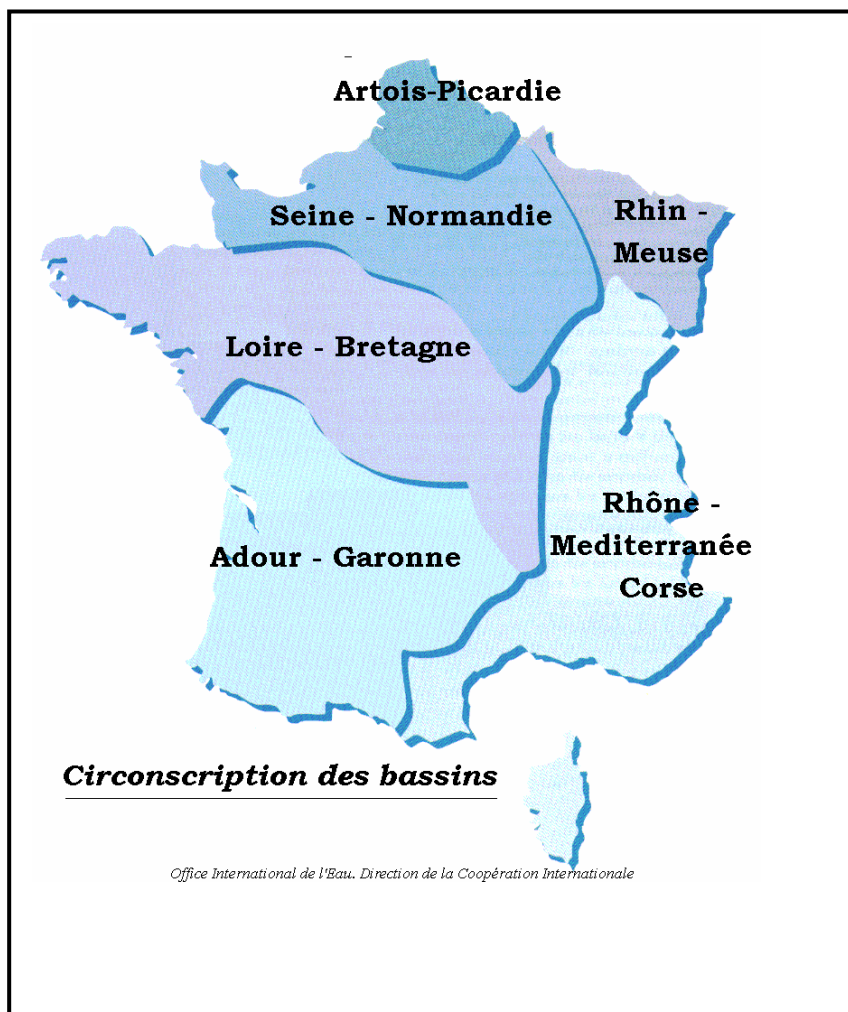 Artois-Picardie
Seine - Normandie
Rhin -
Meuse
Loire - Bretagne
Rhône -
Mediterranée
Corse
Adour - Garonne
Circonscription des bassins
Office International de l'Eau. Direction de la Coopération Internationale